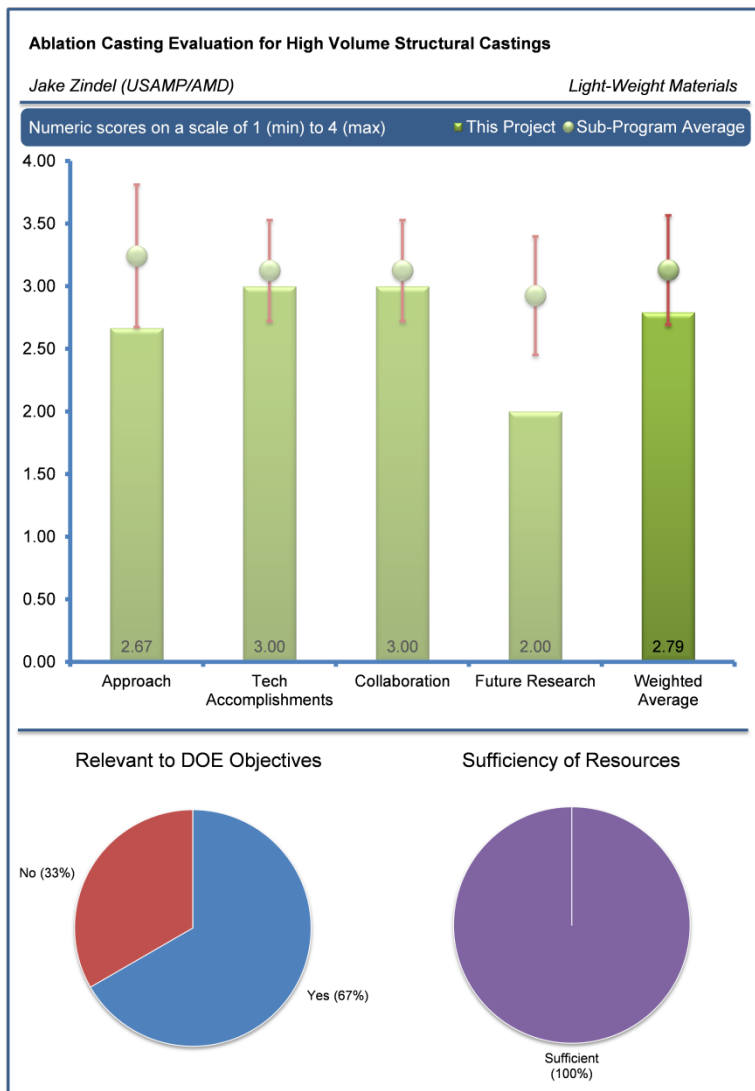 Ablation Casting Evaluation for High Volume Structural Castings
Jake Zindel (USAMP/AMD) Light-Weight Materials
Numeric scores on a scale of 1 (min) to 4 (max) This Project Sub-Program Average
4.00
3.50
3.00
2.50
2.00
1.50
1.00
0.50
0.00
2.67 3.00 3.00 2.00 2.79
Approach Tech Collaboration Future Research Weighted
Accomplishments Average
Relevant to DOE Objectives Sufficiency of Resources
No (33%)
Yes (67%)
Sufficient
(100%)